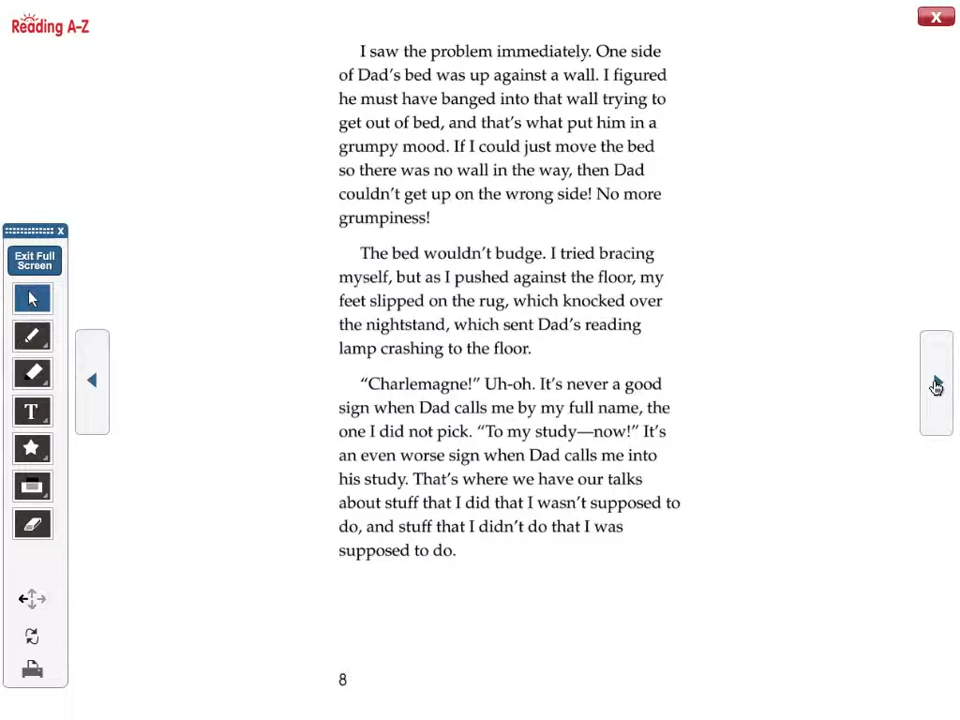 Reading A-Z
X
I saw the problem immediately. One side
of Dad's bed was up against a wall. I figured
he must have banged into that wall trying to
get out of bed, and that's what put him in a
grumpy mood. If I could just move the bed
so there was no wall in the way, then Dad
couldn't get up on the wrong side! No more
grumpiness!
The bed wouldn't budge. I tried bracing
myself, but as I pushed against the floor, my
feet slipped on the rug, which knocked over
the nightstand, which sent Dad's reading
lamp crashing to the floor.
“Charlemagne!” Uh-oh. It's never a good
sign when Dad calls me by my full name, the
one I did not pick. “To my study—now!” It's
an even worse sign when Dad calls me into
his study. That's where we have our talks
about stuff that I did that I wasn't supposed to
do, and stuff that I didn't do that I was
supposed to do.
8
X
Exit Full
Screen
T